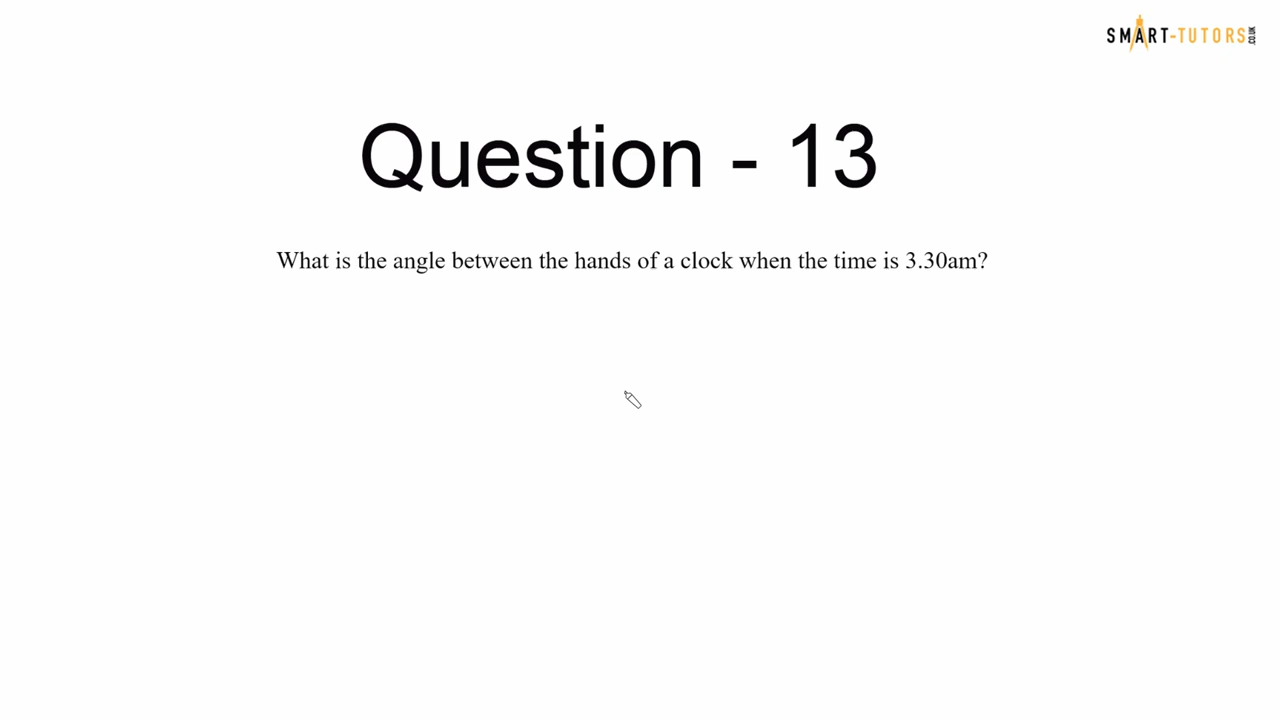 SMART-TUTORS.CO.UK
Question - 13
What is the angle between the hands of a clock when the time is 3.30am?